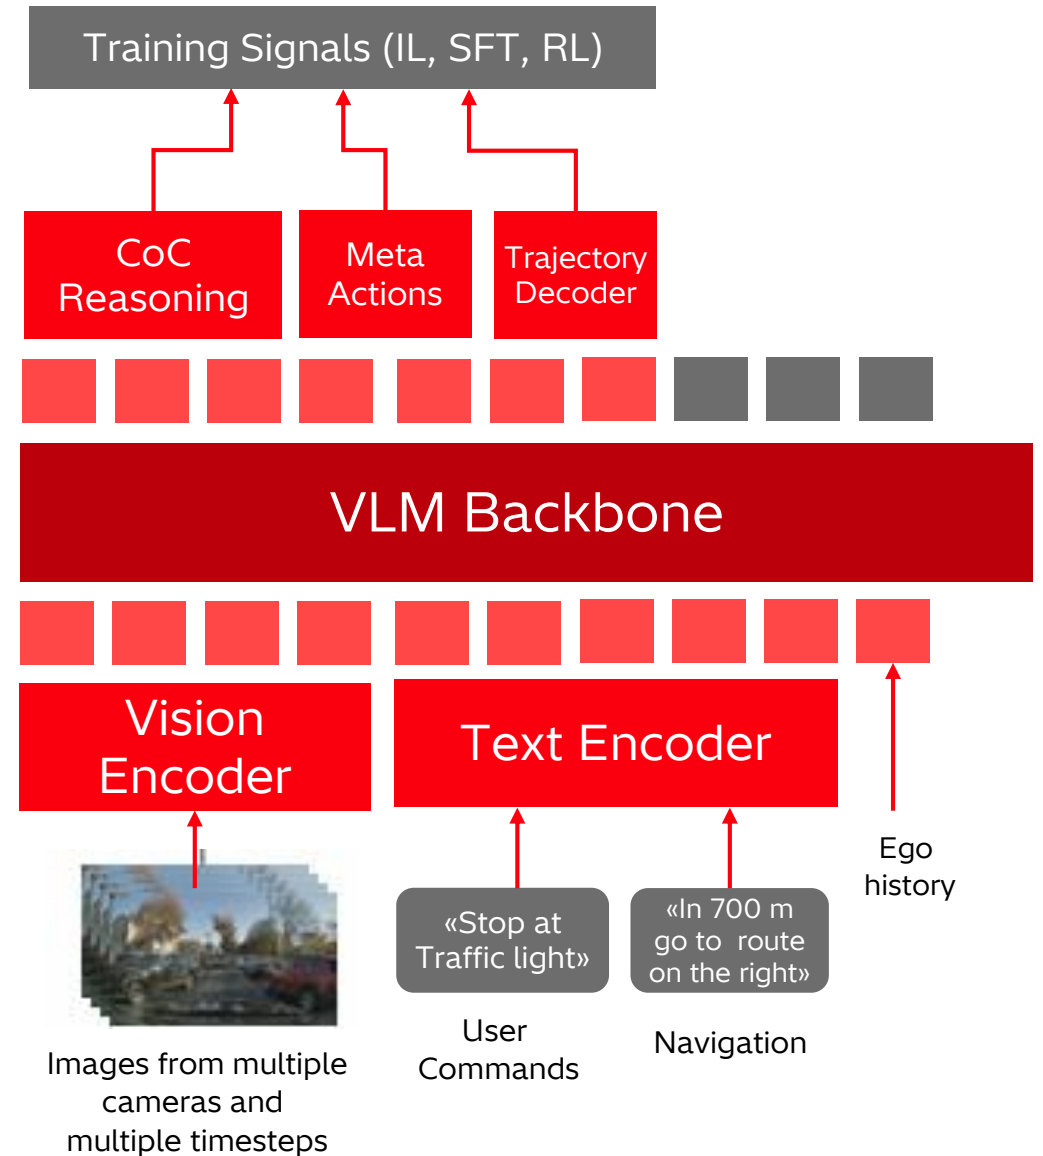 Training Signals (IL, SFT, RL)
CoC
Reasoning
Meta
Actions
Trajectory
Decoder
VLM Backbone
Vision
Encoder
Text Encoder
Ego
history
«Stop at
Traffic light»
«In 700 m
go to route
on the right»
User
Commands
Navigation
Images from multiple
cameras and
multiple timesteps